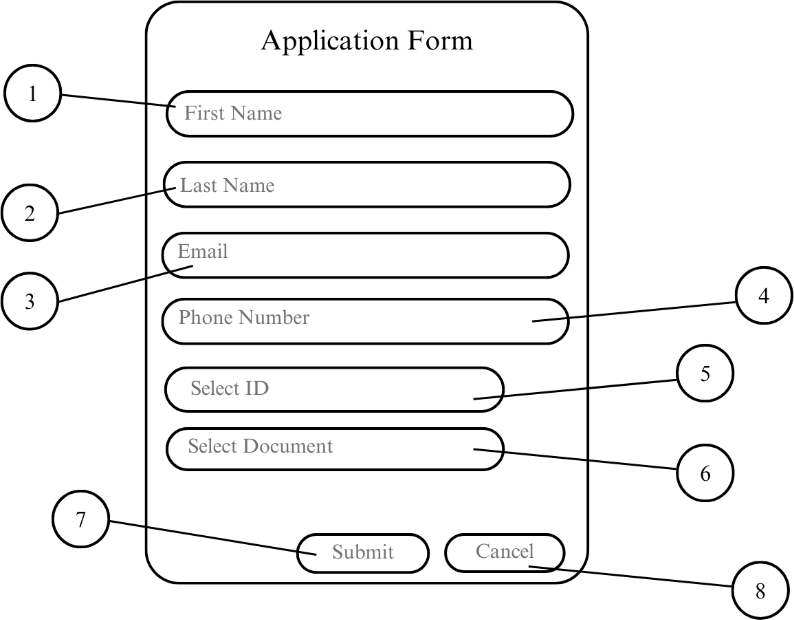 Application Form
1
First Name
2
Last Name
Email
3
4
Phone Number
5
Select ID
Select Document
6
7
Submit
Cancel
8